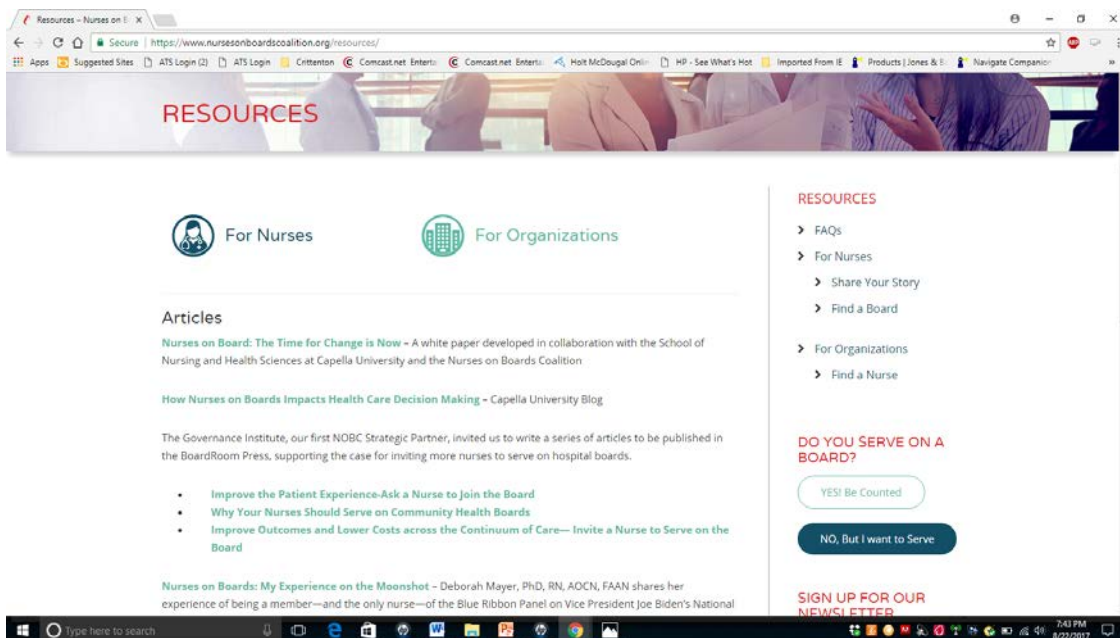 Resources – Nurses on B
Secure
https://www.nursesonboardscoalition.org/resources/
ABP
Apps
Suggested Sites
ATS Login (2)
ATS Login
Crittenton
Comcast.net Enterta
Comcast.net Enterta
Holt McDougal Onlin
HP - See What's Hot
Imported From IE
Products | Jones & B
Navigate Companion
RESOURCES
For Nurses
For Organizations
Articles
Nurses on Board: The Time for Change is Now – A white paper developed in collaboration with the School of
Nursing and Health Sciences at Capella University and the Nurses on Boards Coalition
How Nurses on Boards Impacts Health Care Decision Making – Capella University Blog
The Governance Institute, our first NOBC Strategic Partner, invited us to write a series of articles to be published in
the BoardRoom Press, supporting the case for inviting more nurses to serve on hospital boards.
• Improve the Patient Experience-Ask a Nurse to Join the Board
• Why Your Nurses Should Serve on Community Health Boards
• Improve Outcomes and Lower Costs across the Continuum of Care— Invite a Nurse to Serve on the
Board
Nurses on Boards: My Experience on the Moonshot – Deborah Mayer, PhD, RN, AOCN, FAAN shares her
experience of being a member—and the only nurse—of the Blue Ribbon Panel on Vice President Joe Biden's National
RESOURCES
FAQs
For Nurses
Share Your Story
Find a Board
For Organizations
Find a Nurse
DO YOU SERVE ON A
BOARD?
YES! Be Counted
NO, But I want to Serve
SIGN UP FOR OUR
NEWSLETTER
Type here to search
7:43 PM
8/22/2017